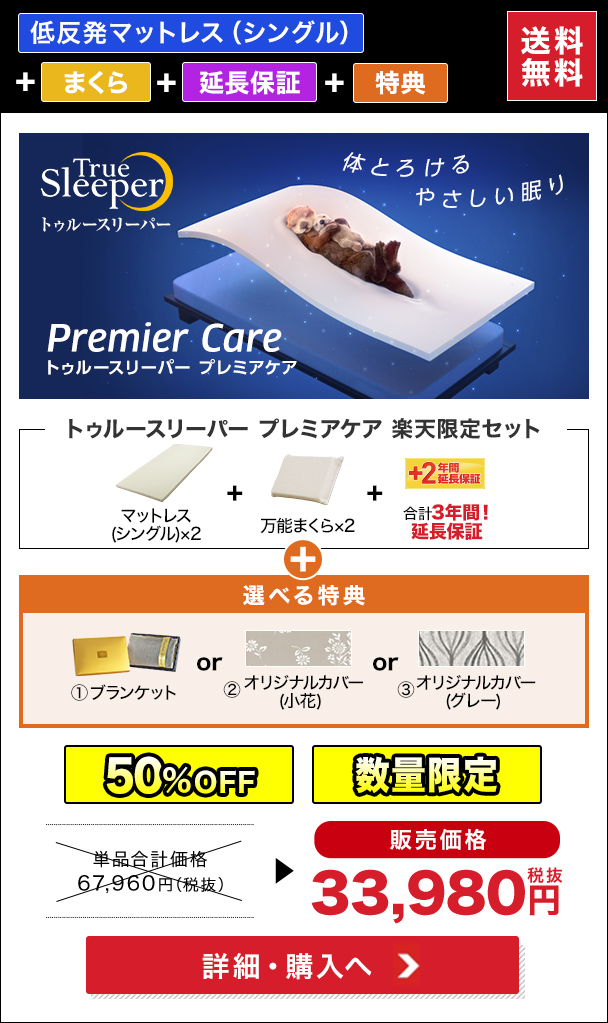 低反発マットレス（シングル）
送料
無料
+ まくら + 延長保証 + 特典
True
Sleeper
トゥルースリーパー
体とろける
やさしい眠り
Premier Care
トゥルースリーパー プレミアケア
トゥルースリーパー プレミアケア 楽天限定セット
マットレス
(シングル)×2
+
万能まくら×2
+
+2年間
延長保証
合計3年間！
延長保証
+
選べる特典
①ブランケット
or
②オリジナルカバー
(小花)
or
③オリジナルカバー
(グレー)
50%OFF
数量限定
単品合計価格
67,960円（税抜）
▶
販売価格
33,980円税抜
詳細・購入へ